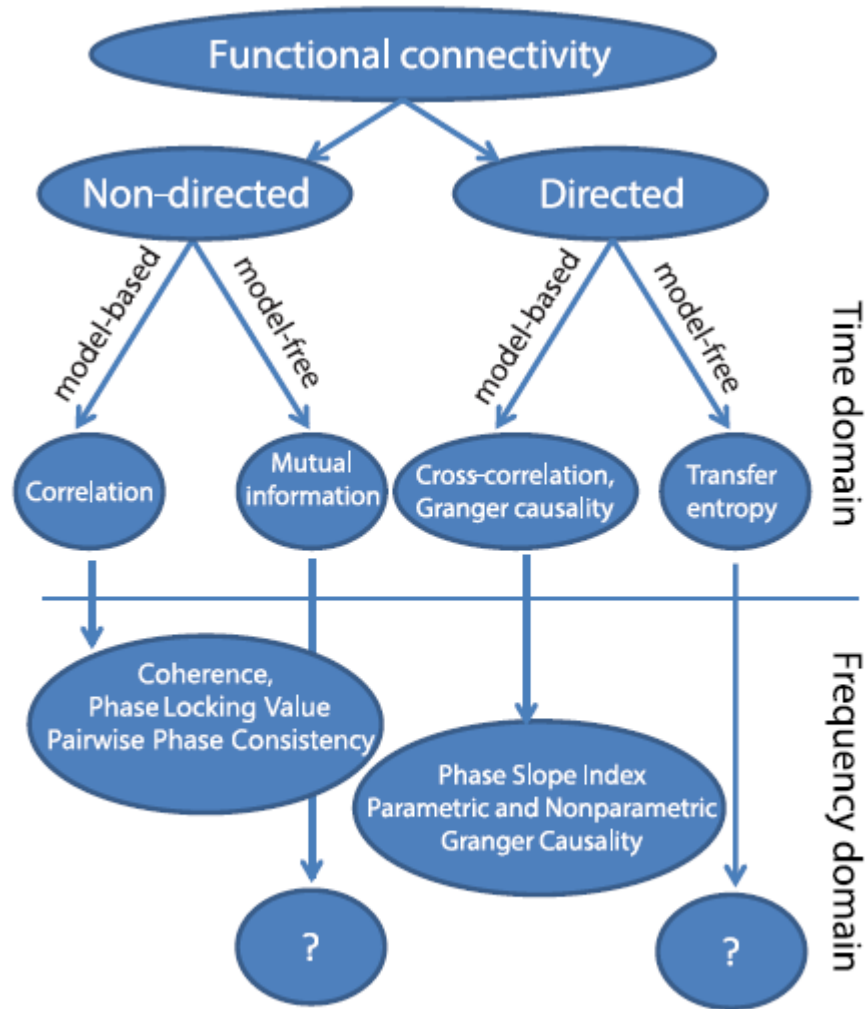 Functional connectivity
Non-directed
Directed
model-based
model-free
model-based
model-free
Time domain
Correlation
Mutual
information
Cross-correlation,
Granger causality
Transfer
entropy
Frequency domain
Coherence,
Phase Locking Value
Pairwise Phase Consistency
Phase Slope Index
Parametric and Nonparametric
Granger Causality
?
?